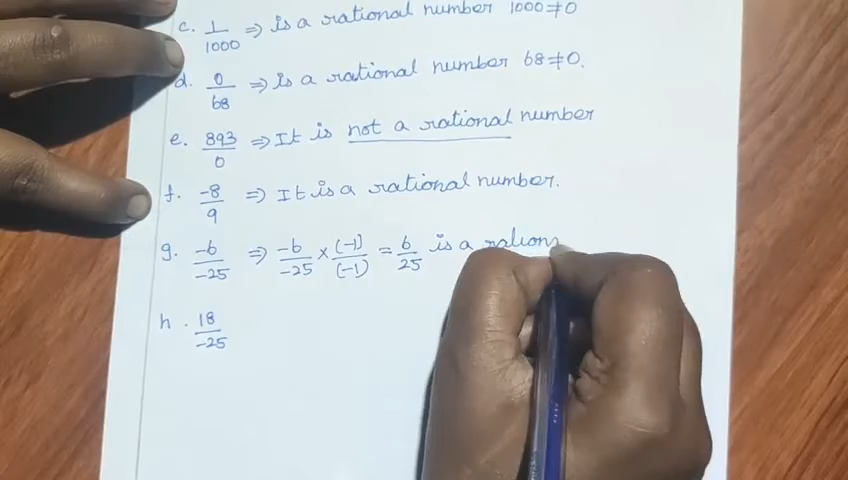 c. 1/1000 ⇒ is a rational number 1000≠0
d. 0/68 ⇒ Is a rational number 68≠0.
e. 893/0 ⇒ It is not a rational number
f. -8/9 ⇒ It is a rational number.
g. -6/-25 ⇒ -6/-25 × (-1)/(-1) = 6/25 is a ration
h. 18/-25